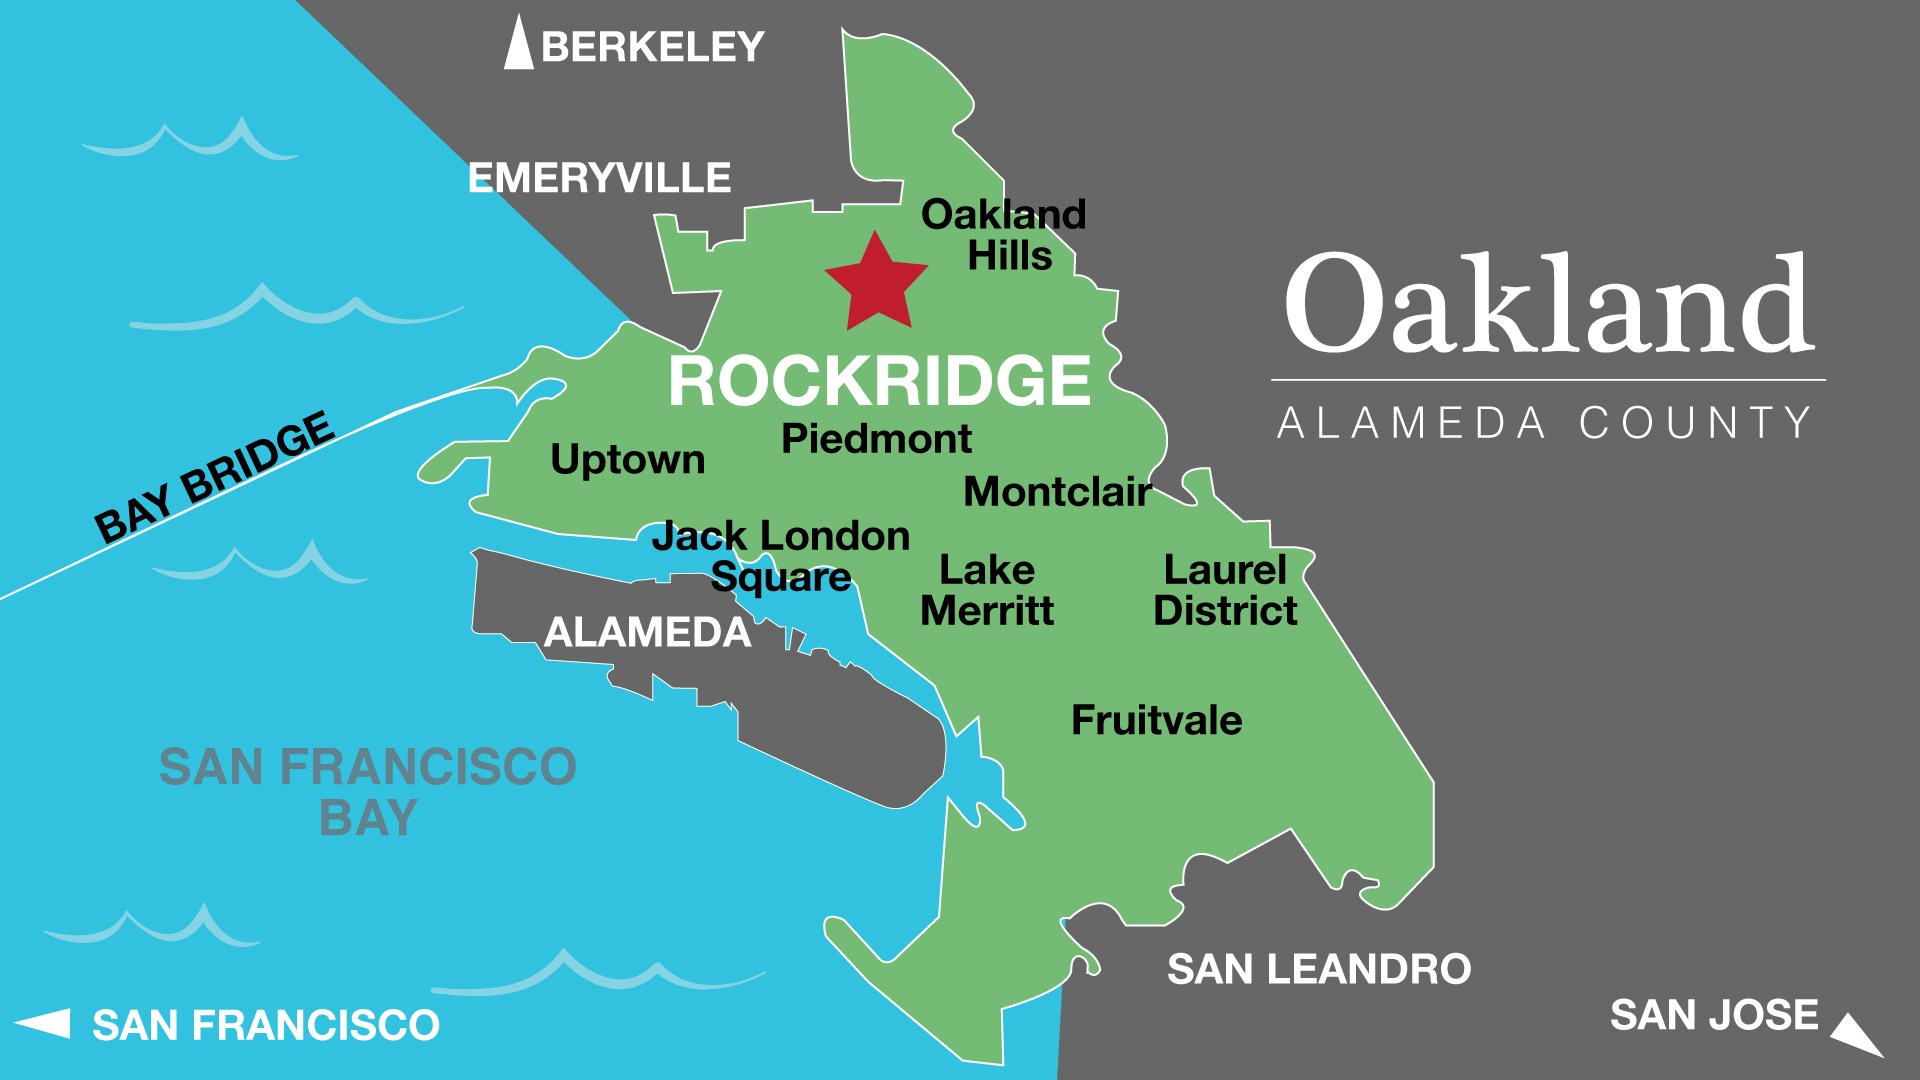 BERKELEY
EMERYVILLE
Oakland
Hills
Oakland
ALAMEDA COUNTY
ROCKRIDGE
Piedmont
Uptown
BAY BRIDGE
Montclair
Jack London
Square
Lake
Merritt
Laurel
District
ALAMEDA
Fruitvale
SAN FRANCISCO
BAY
SAN LEANDRO
SAN FRANCISCO
SAN JOSE